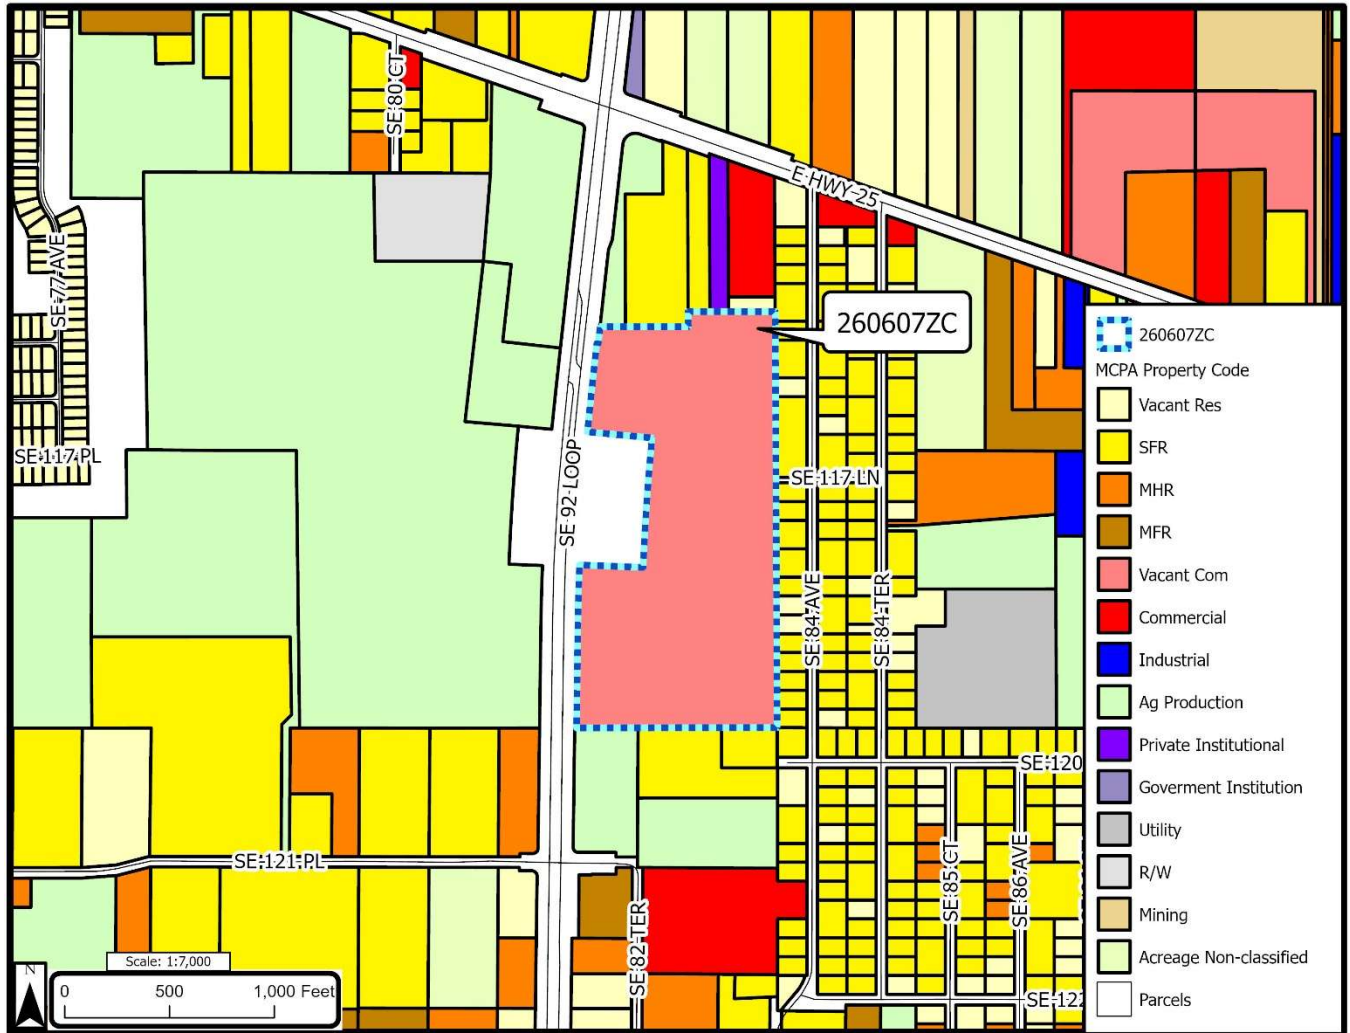 SE 80 CT
E HWY 25
SE 77 AVE
260607ZC
SE 117 PL
SE 92 LOOP
SE 117 LN
SE 84 AVE
SE 84 TER
SE 120
SE 121 PL
SE 82 TER
SE 85 CT
SE 86 AVE
SE 122
260607ZC
MCPA Property Code
Vacant Res
SFR
MHR
MFR
Vacant Com
Commercial
Industrial
Ag Production
Private Institutional
Goverment Institution
Utility
R/W
Mining
Acreage Non-classified
Parcels
Scale: 1:7,000
N
0 500 1,000 Feet